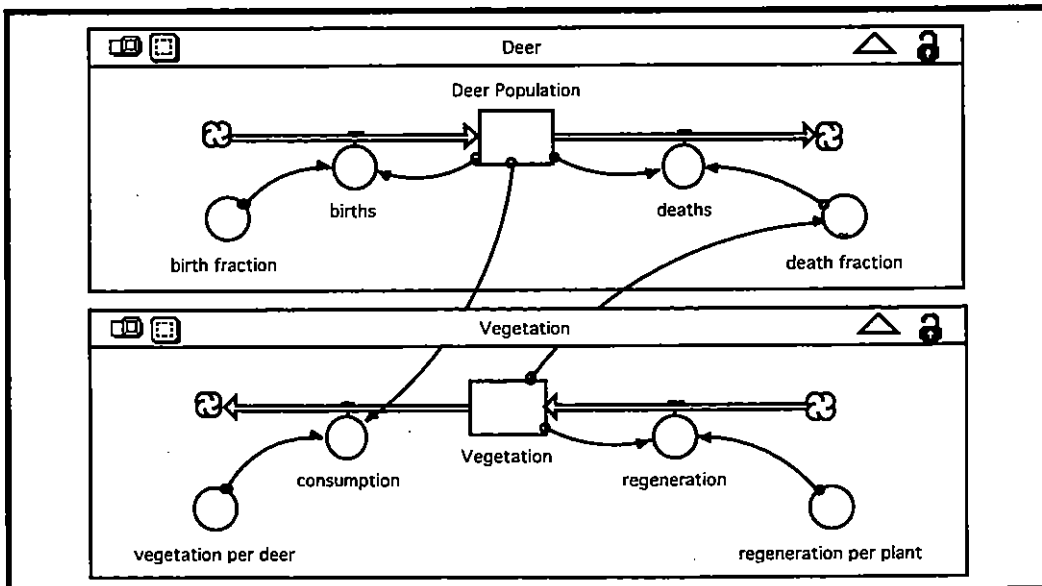 Deer
Deer Population
births
deaths
birth fraction
death fraction
Vegetation
Vegetation
consumption
regeneration
vegetation per deer
regeneration per plant